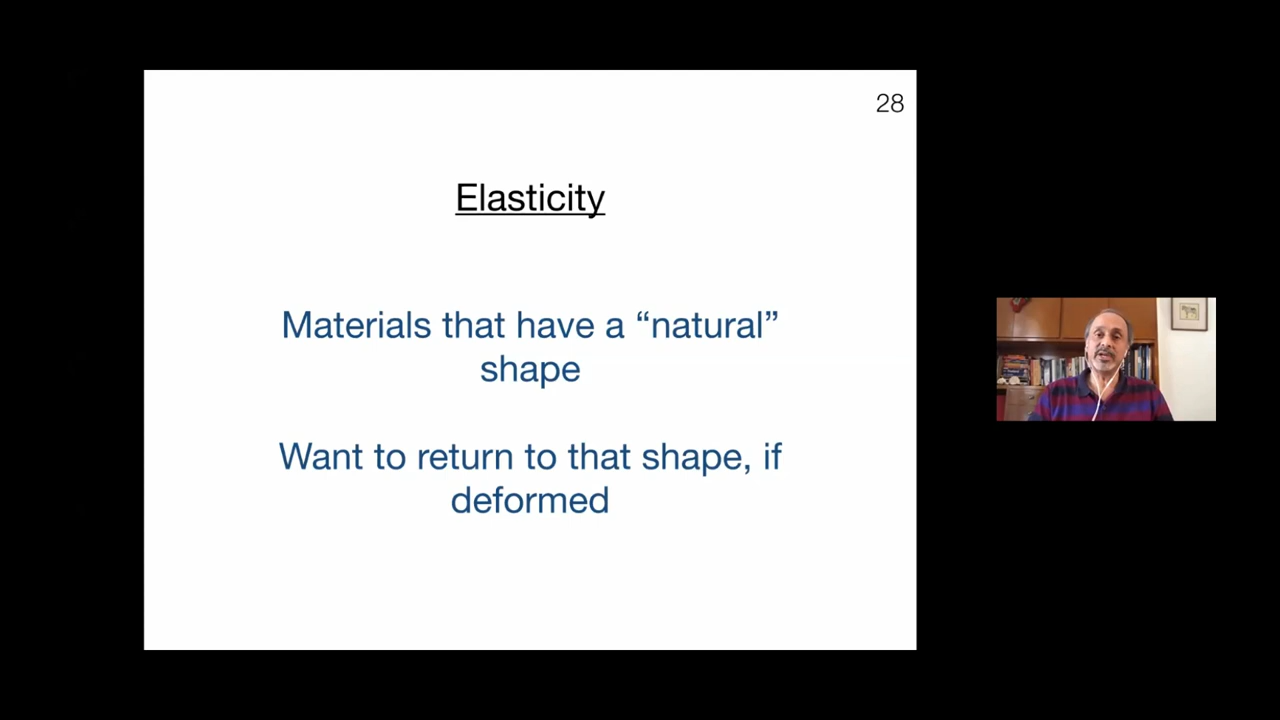 28
Elasticity
Materials that have a “natural”
shape
Want to return to that shape, if
deformed